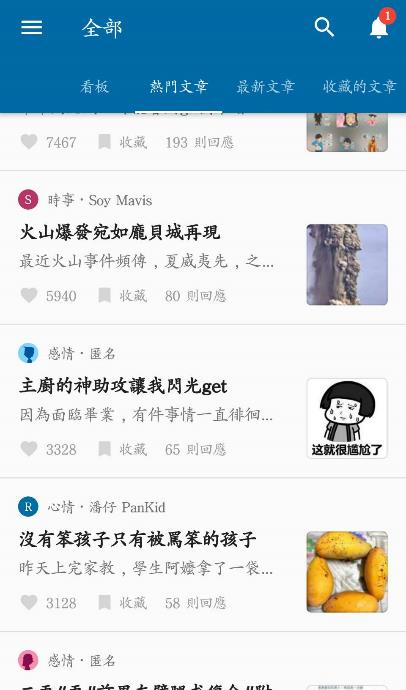 全部
1
看板 熱門文章 最新文章 收藏的文章
7467 收藏 193 則回應
S 時事・Soy Mavis
火山爆發宛如龐貝城再現
最近火山事件頻傳，夏威夷先，之...
5940 收藏 80 則回應
感情・匿名
主廚的神助攻讓我閃光get
因為面臨畢業，有件事情一直徘徊...
这就很尴尬了
3328 收藏 65 則回應
R 心情・潘仔 PanKid
沒有笨孩子只有被罵笨的孩子
昨天上完家教，學生阿嬤拿了一袋...
3128 收藏 58 則回應
感情・匿名